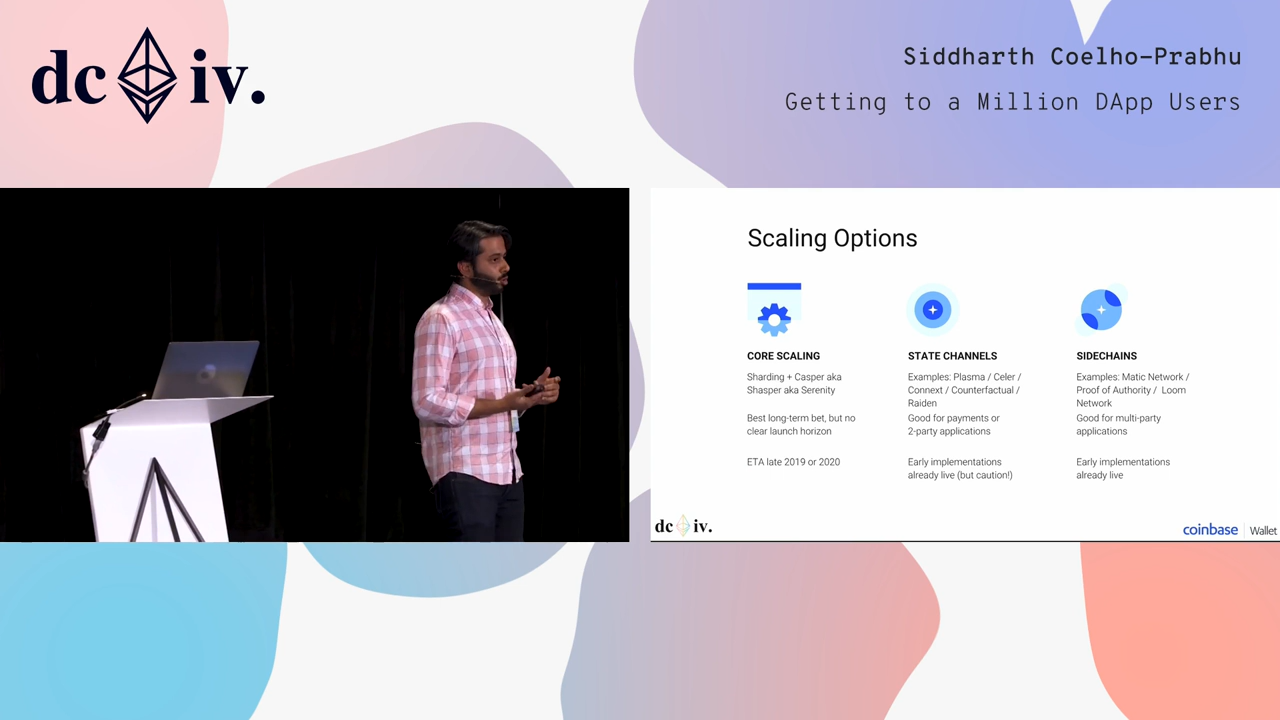 dc iv.
Siddharth Coelho-Prabhu
Getting to a Million DApp Users
Scaling Options
CORE SCALING
Sharding + Casper aka
Shasper aka Serenity
Best long-term bet, but no
clear launch horizon
ETA late 2019 or 2020
STATE CHANNELS
Examples: Plasma / Celer /
Connext / Counterfactual /
Raiden
Good for payments or
2-party applications
Early implementations
already live (but caution!)
SIDECHAINS
Examples: Matic Network /
Proof of Authority / Loom
Network
Good for multi-party
applications
Early implementations
already live
dc iv.
coinbase | Wallet